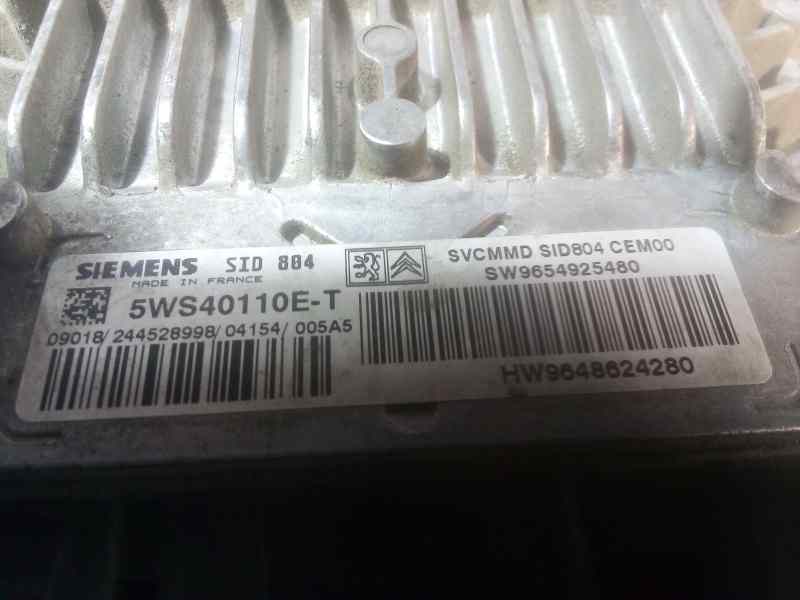 SIEMENS SID 804
MADE IN FRANCE
5WS40110E-T
09018/244528998/04154/005A5
SVCMMD SID804 CEM00
SW9654925480
HW9648624280